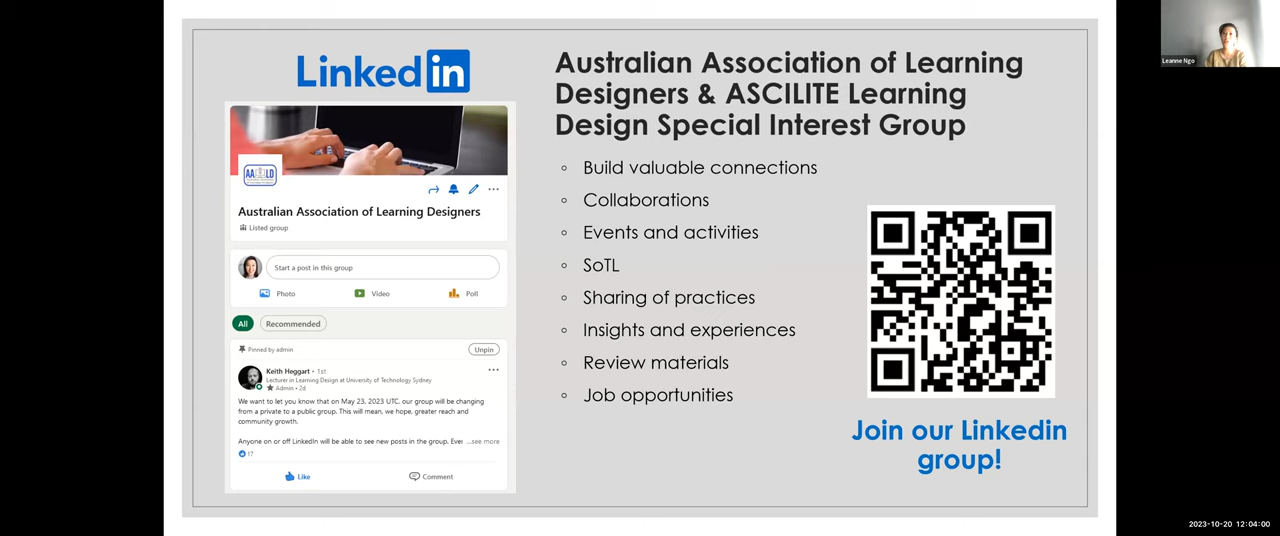 LinkedIn
Australian Association of Learning
Designers & ASCILITE Learning
Design Special Interest Group
Leanne Ngo
AALD
Australian Association of Learning Designers
Listed group
Start a post in this group
Photo Video Poll
All Recommended
Pinned by admin Unpin
Keith Heggart • 1st
Lecturer in Learning Design at University of Technology Sydney
Admin • 2d
We want to let you know that on May 23, 2023 UTC, our group will be changing
from a private to a public group. This will mean, we hope, greater reach and
community growth.
Anyone on or off LinkedIn will be able to see new posts in the group. Eve ...see more
17
Like Comment
Build valuable connections
Collaborations
Events and activities
SoTL
Sharing of practices
Insights and experiences
Review materials
Job opportunities
Join our Linkedin
group!
2023-10-20 12:04:00